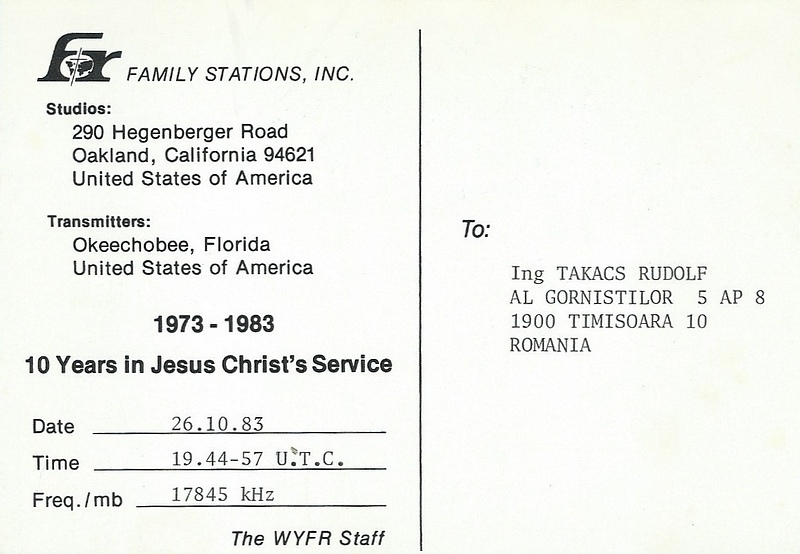 fsr FAMILY STATIONS, INC.
Studios:
290 Hegenberger Road
Oakland, California 94621
United States of America
Transmitters:
Okeechobee, Florida
United States of America
1973 - 1983
10 Years in Jesus Christ's Service
Date 26.10.83
Time 19.44-57 U.T.C.
Freq./mb 17845 kHz
The WYFR Staff
To:
Ing TAKACS RUDOLF
AL GORNISTILOR 5 AP 8
1900 TIMISOARA 10
ROMANIA